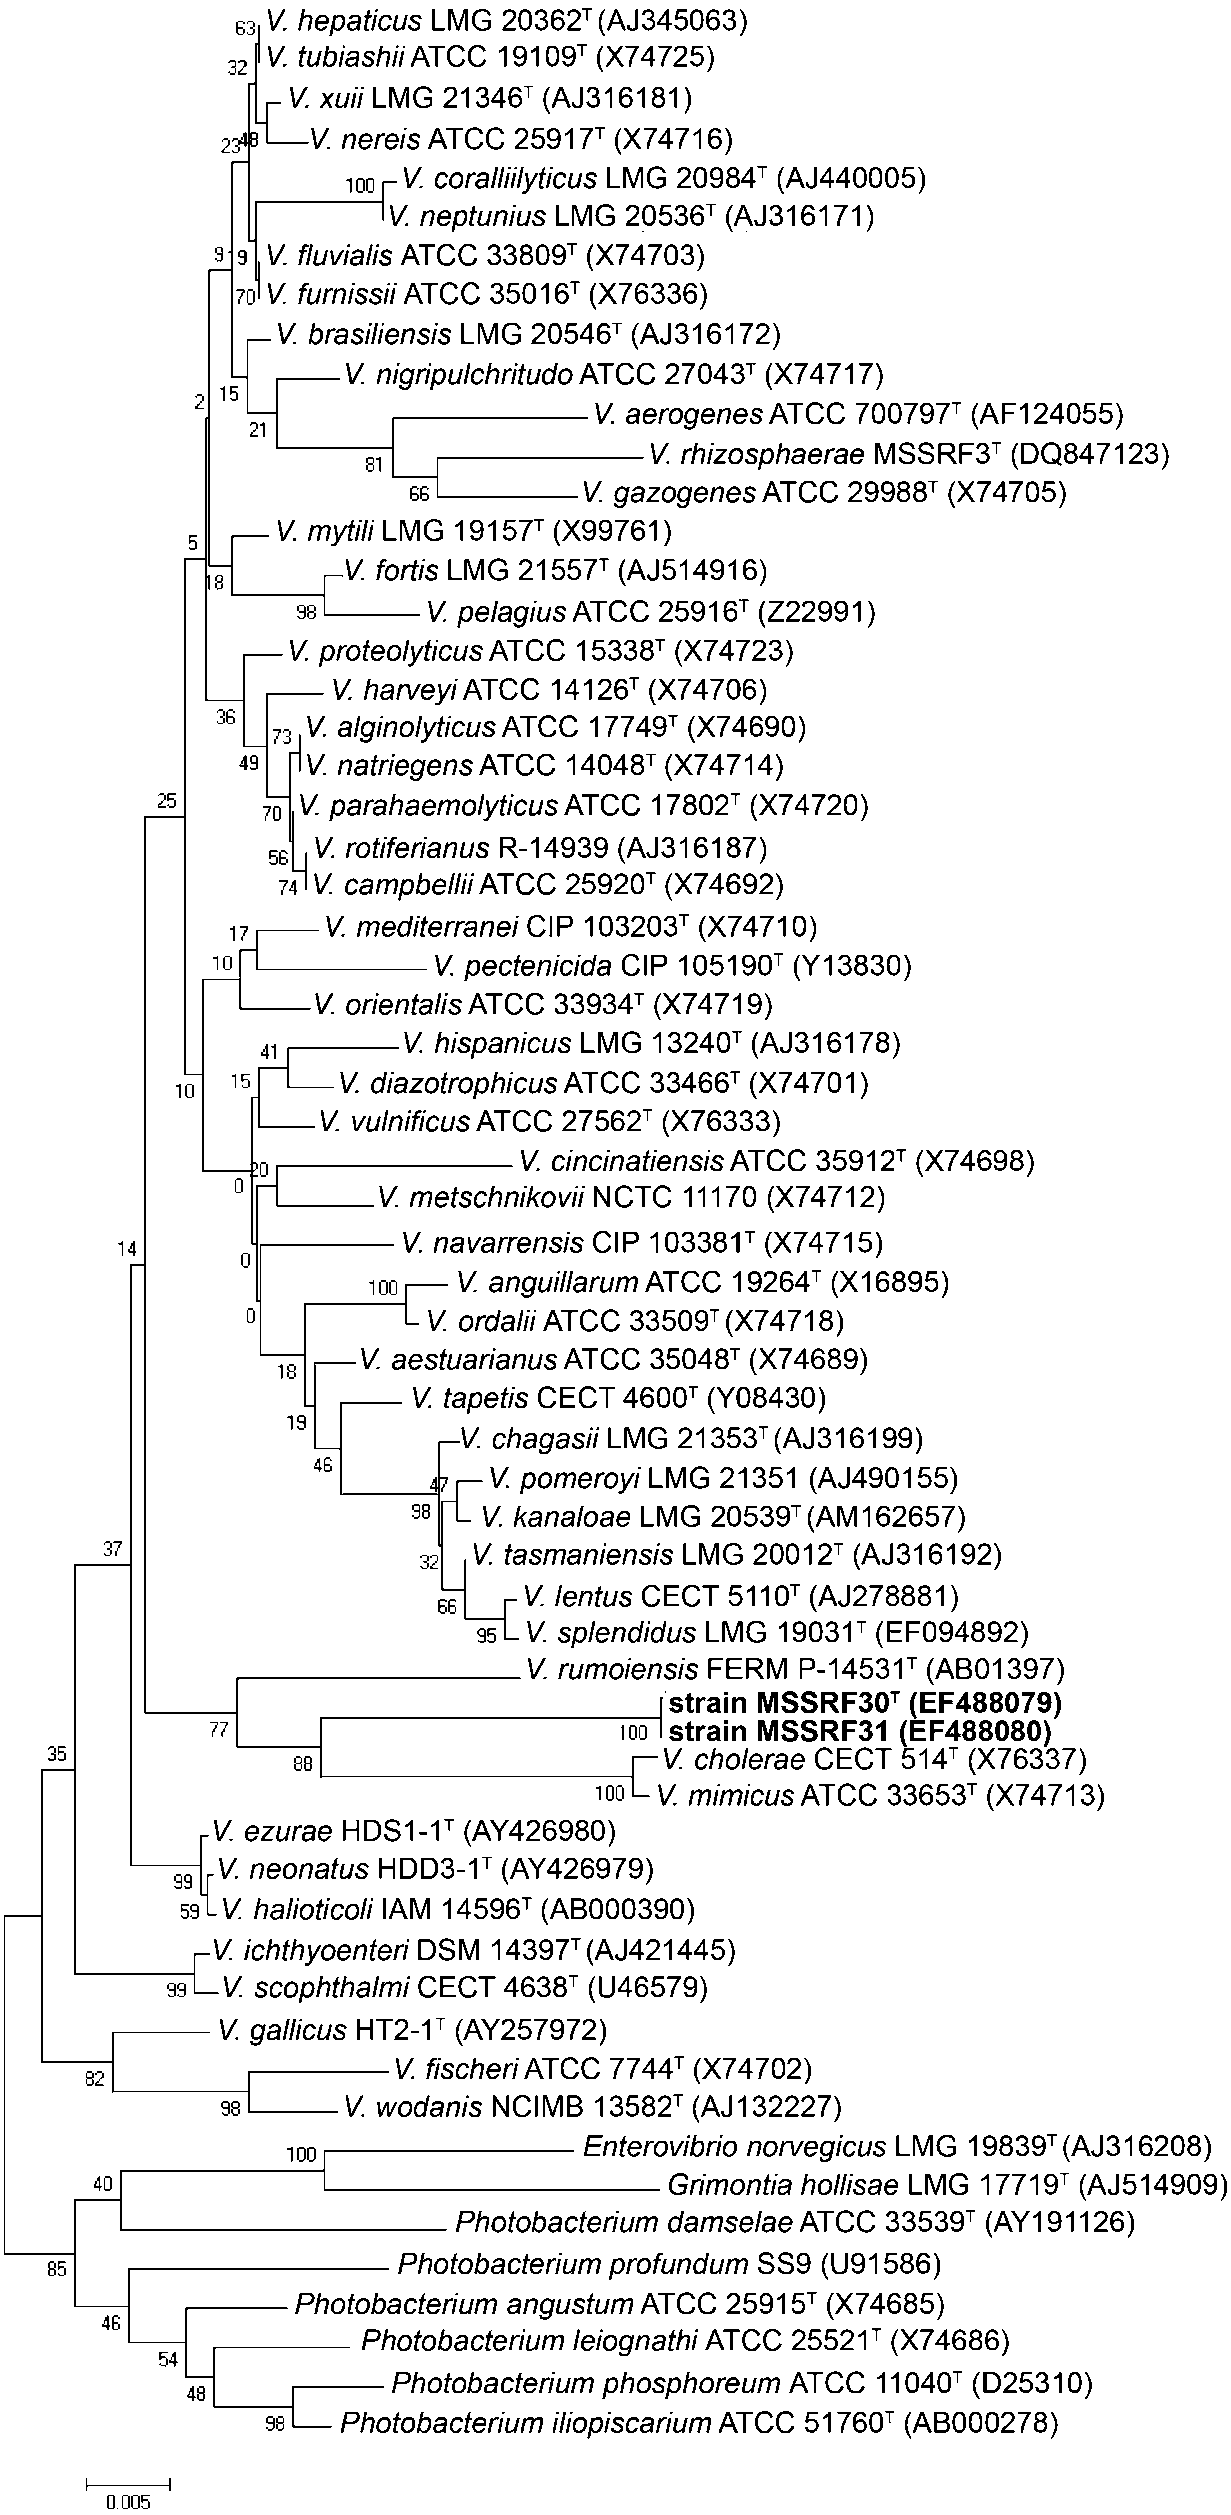 63 V. hepaticus LMG 20362ᵀ (AJ345063)
V. tubiashii ATCC 19109ᵀ (X74725)
32
V. xuii LMG 21346ᵀ (AJ316181)
23 48 V. nereis ATCC 25917ᵀ (X74716)
100 V. coralliilyticus LMG 20984ᵀ (AJ440005)
V. neptunius LMG 20536ᵀ (AJ316171)
9 19 V. fluvialis ATCC 33809ᵀ (X74703)
70 V. furnissii ATCC 35016ᵀ (X76336)
V. brasiliensis LMG 20546ᵀ (AJ316172)
V. nigripulchritudo ATCC 27043ᵀ (X74717)
2 15
V. aerogenes ATCC 700797ᵀ (AF124055)
21
V. rhizosphaerae MSSRF3ᵀ (DQ847123)
81
66 V. gazogenes ATCC 29988ᵀ (X74705)
V. mytili LMG 19157ᵀ (X99761)
5
V. fortis LMG 21557ᵀ (AJ514916)
18
98 V. pelagius ATCC 25916ᵀ (Z22991)
V. proteolyticus ATCC 15338ᵀ (X74723)
V. harveyi ATCC 14126ᵀ (X74706)
36
73 V. alginolyticus ATCC 17749ᵀ (X74690)
49 V. natriegens ATCC 14048ᵀ (X74714)
25 70 V. parahaemolyticus ATCC 17802ᵀ (X74720)
56 V. rotiferianus R-14939 (AJ316187)
74 V. campbellii ATCC 25920ᵀ (X74692)
17 V. mediterranei CIP 103203ᵀ (X74710)
10 V. pectenicida CIP 105190ᵀ (Y13830)
V. orientalis ATCC 33934ᵀ (X74719)
41 V. hispanicus LMG 13240ᵀ (AJ316178)
10 15 V. diazotrophicus ATCC 33466ᵀ (X74701)
V. vulnificus ATCC 27562ᵀ (X76333)
20 V. cincinatiensis ATCC 35912ᵀ (X74698)
0 V. metschnikovii NCTC 11170 (X74712)
14 0 V. navarrensis CIP 103381ᵀ (X74715)
100 V. anguillarum ATCC 19264ᵀ (X16895)
0 V. ordalii ATCC 33509ᵀ (X74718)
18 V. aestuarianus ATCC 35048ᵀ (X74689)
V. tapetis CECT 4600ᵀ (Y08430)
19
V. chagasii LMG 21353ᵀ (AJ316199)
46
47 V. pomeroyi LMG 21351 (AJ490155)
98 V. kanaloae LMG 20539ᵀ (AM162657)
37 32 V. tasmaniensis LMG 20012ᵀ (AJ316192)
66 V. lentus CECT 5110ᵀ (AJ278881)
95 V. splendidus LMG 19031ᵀ (EF094892)
V. rumoiensis FERM P-14531ᵀ (AB01397)
strain MSSRF30ᵀ (EF488079)
77 100 strain MSSRF31 (EF488080)
35 88 V. cholerae CECT 514ᵀ (X76337)
100 V. mimicus ATCC 33653ᵀ (X74713)
V. ezurae HDS1-1ᵀ (AY426980)
99 V. neonatus HDD3-1ᵀ (AY426979)
59 V. halioticoli IAM 14596ᵀ (AB000390)
V. ichthyoenteri DSM 14397ᵀ (AJ421445)
99 V. scophthalmi CECT 4638ᵀ (U46579)
V. gallicus HT2-1ᵀ (AY257972)
82 V. fischeri ATCC 7744ᵀ (X74702)
98 V. wodanis NCIMB 13582ᵀ (AJ132227)
100 Enterovibrio norvegicus LMG 19839ᵀ (AJ316208)
40 Grimontia hollisae LMG 17719ᵀ (AJ514909)
Photobacterium damselae ATCC 33539ᵀ (AY191126)
85 Photobacterium profundum SS9 (U91586)
46 Photobacterium angustum ATCC 25915ᵀ (X74685)
54 Photobacterium leiognathi ATCC 25521ᵀ (X74686)
48 Photobacterium phosphoreum ATCC 11040ᵀ (D25310)
98 Photobacterium iliopiscarium ATCC 51760ᵀ (AB000278)
0.005